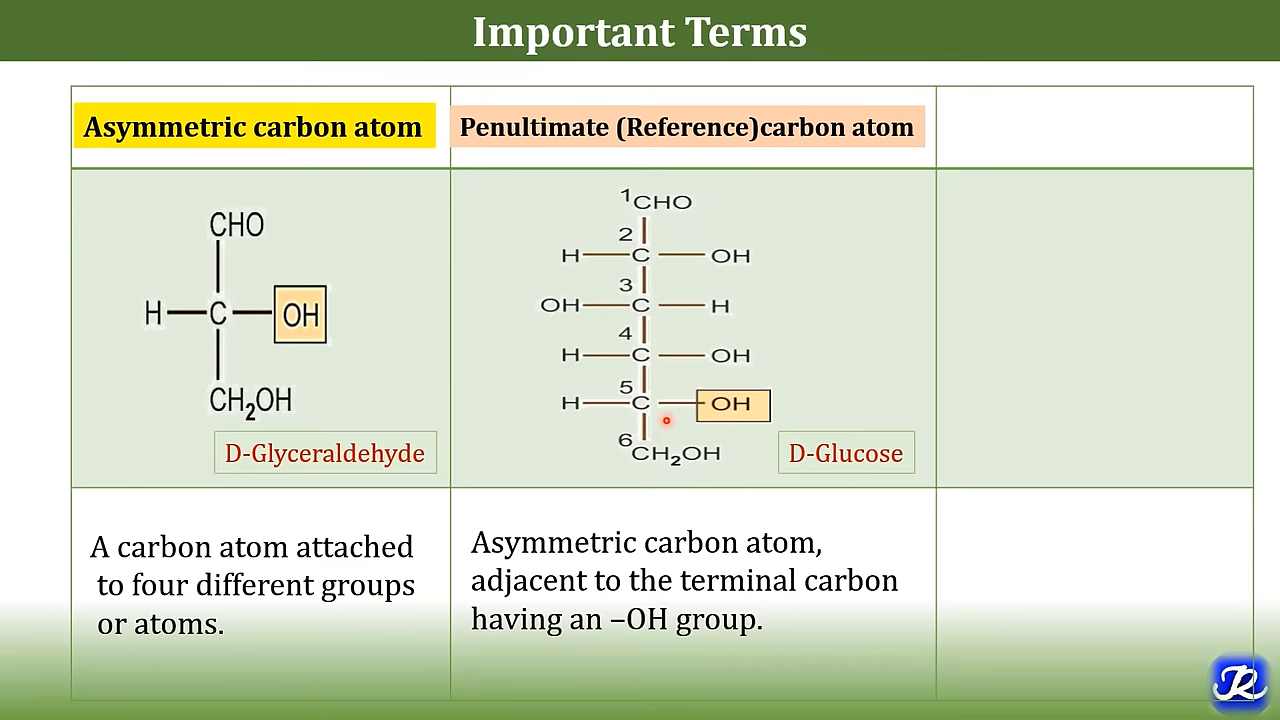 Important Terms
Asymmetric carbon atom
Penultimate (Reference)carbon atom
CHO
H C OH
CH₂OH
D-Glyceraldehyde
1CHO
2
H C OH
3
OH C H
4
H C OH
5
H C OH
6
CH₂OH
D-Glucose
A carbon atom attached
to four different groups
or atoms.
Asymmetric carbon atom,
adjacent to the terminal carbon
having an –OH group.